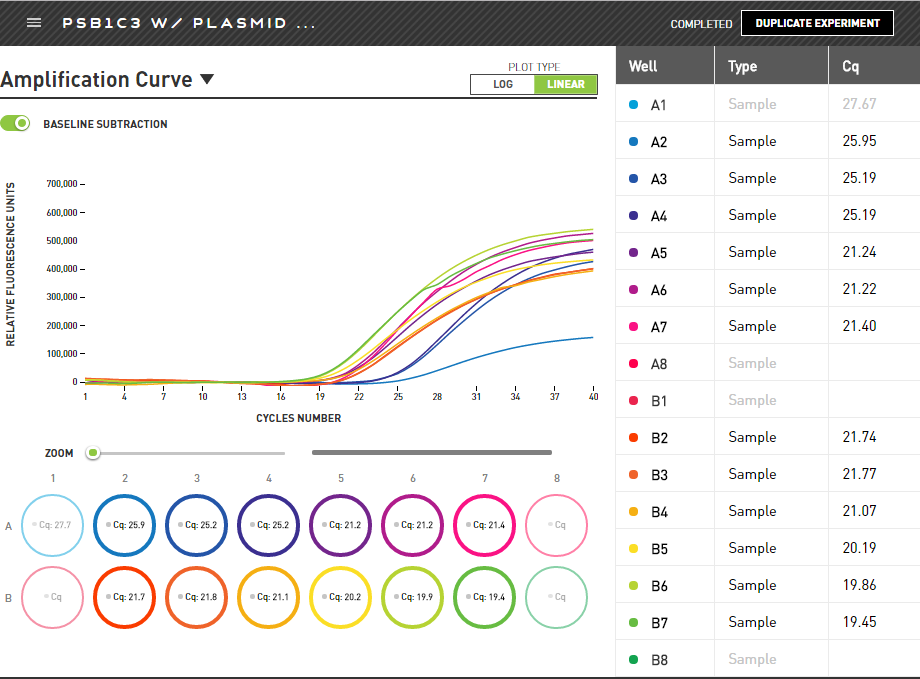 PSB1C3 W/ PLASMID ...
COMPLETED
DUPLICATE EXPERIMENT
Amplification Curve
PLOT TYPE
LOG LINEAR
BASELINE SUBTRACTION
RELATIVE FLUORESCENCE UNITS
700,000
600,000
500,000
400,000
300,000
200,000
100,000
0
1 4 7 10 13 16 19 22 25 28 31 34 37 40
CYCLES NUMBER
ZOOM
1 2 3 4 5 6 7 8
A Cq: 27.7 Cq: 25.9 Cq: 25.2 Cq: 25.2 Cq: 21.2 Cq: 21.2 Cq: 21.4 Cq
B Cq Cq: 21.7 Cq: 21.8 Cq: 21.1 Cq: 20.2 Cq: 19.9 Cq: 19.4 Cq
Well Type Cq
A1 Sample 27.67
A2 Sample 25.95
A3 Sample 25.19
A4 Sample 25.19
A5 Sample 21.24
A6 Sample 21.22
A7 Sample 21.40
A8 Sample
B1 Sample
B2 Sample 21.74
B3 Sample 21.77
B4 Sample 21.07
B5 Sample 20.19
B6 Sample 19.86
B7 Sample 19.45
B8 Sample